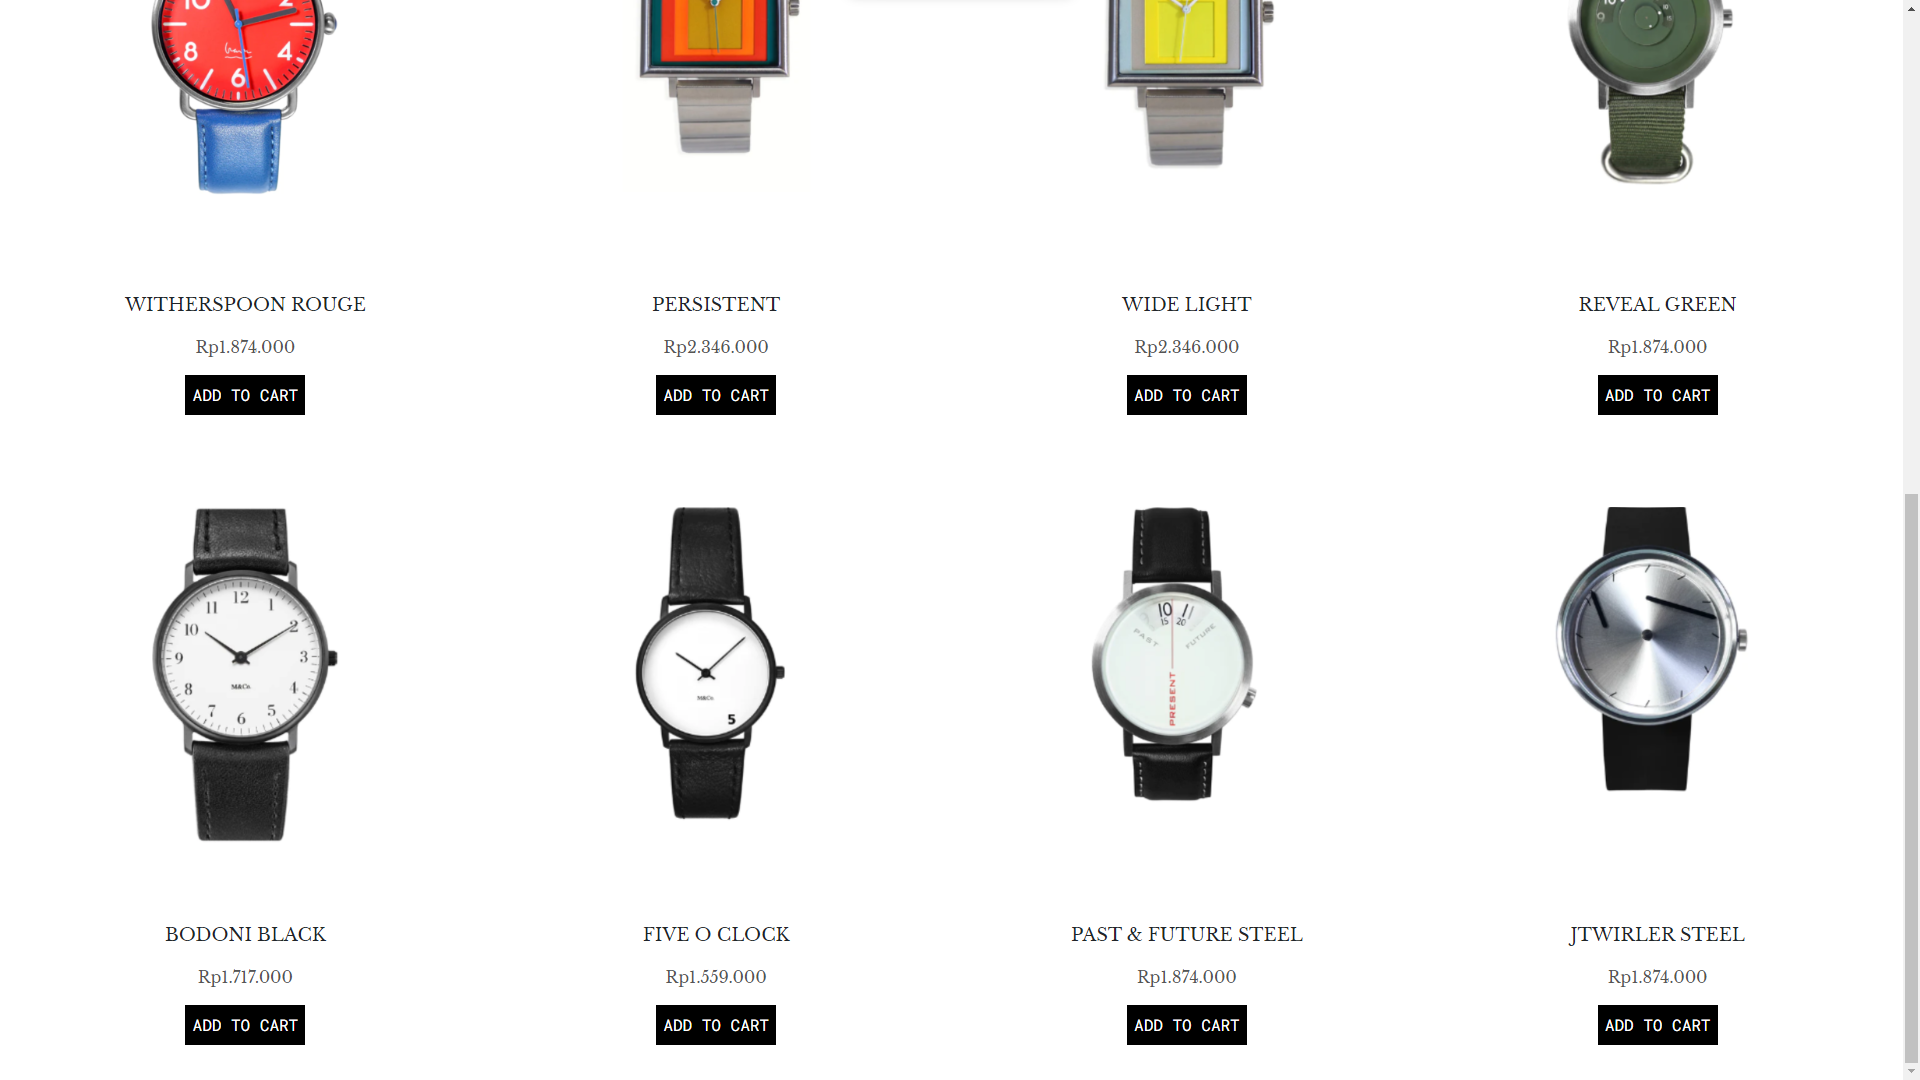 10 2
8 4
6
10
WITHERSPOON ROUGE PERSISTENT WIDE LIGHT REVEAL GREEN
Rp1.874.000 Rp2.346.000 Rp2.346.000 Rp1.874.000
ADD TO CART ADD TO CART ADD TO CART ADD TO CART
12
11 1
10 2
9 3
8 4
7 5
6
M&Co.
M&Co.
5
10 11
15 20
PAST FUTURE
PRESENT
BODONI BLACK FIVE O CLOCK PAST & FUTURE STEEL JTWIRLER STEEL
Rp1.717.000 Rp1.559.000 Rp1.874.000 Rp1.874.000
ADD TO CART ADD TO CART ADD TO CART ADD TO CART